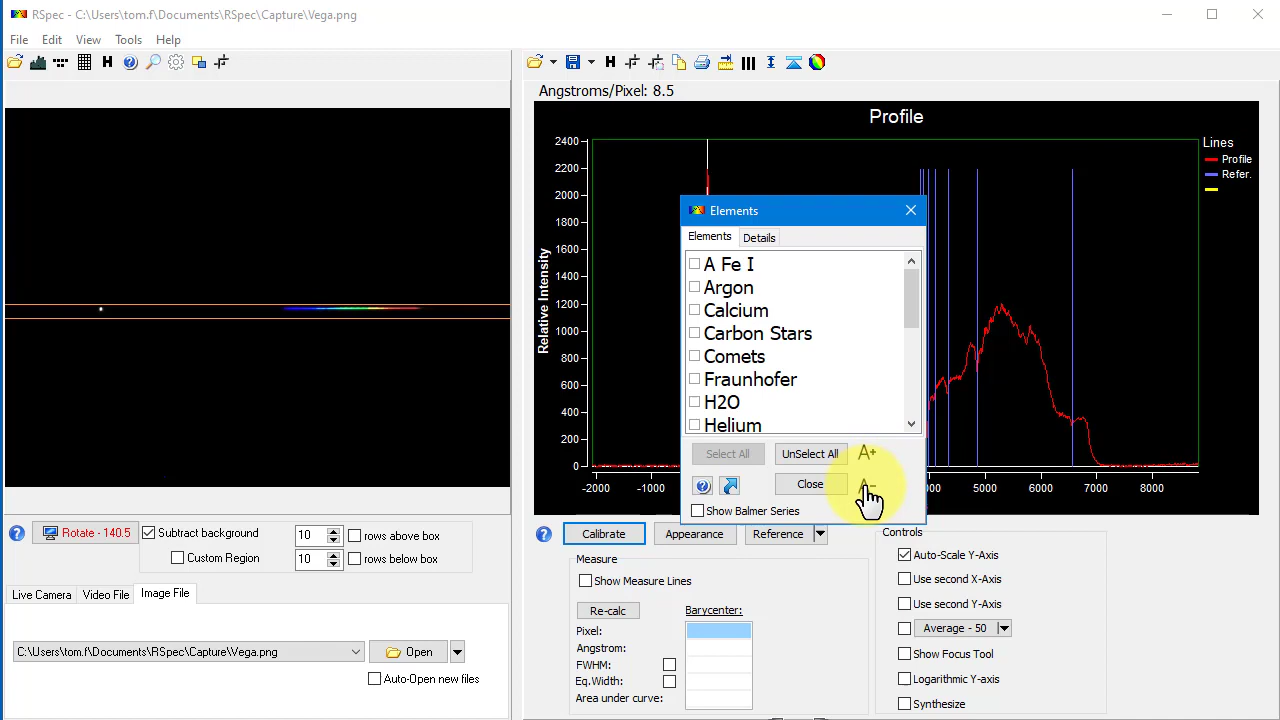 RSpec - C:\Users\tom.f\Documents\RSpec\Capture\Vega.png
File Edit View Tools Help
H
H
Angstroms/Pixel: 8.5
Profile
Lines
Profile
Refer.
Relative Intensity
2400
2200
2000
1800
1600
1400
1200
1000
800
600
400
200
0
-2000 -1000 5000 6000 7000 8000
Elements
Elements Details
A Fe I
Argon
Calcium
Carbon Stars
Comets
Fraunhofer
H2O
Helium
Select All UnSelect All A+
Close A-
Show Balmer Series
Rotate - 140.5 Subtract background 10 rows above box
Custom Region 10 rows below box
Live Camera Video File Image File
C:\Users\tom.f\Documents\RSpec\Capture\Vega.png Open
Auto-Open new files
Calibrate Appearance Reference
Measure
Show Measure Lines
Re-calc Barycenter:
Pixel:
Angstrom:
FWHM:
Eq.Width:
Area under curve:
Controls
Auto-Scale Y-Axis
Use second X-Axis
Use second Y-Axis
Average - 50
Show Focus Tool
Logarithmic Y-axis
Synthesize